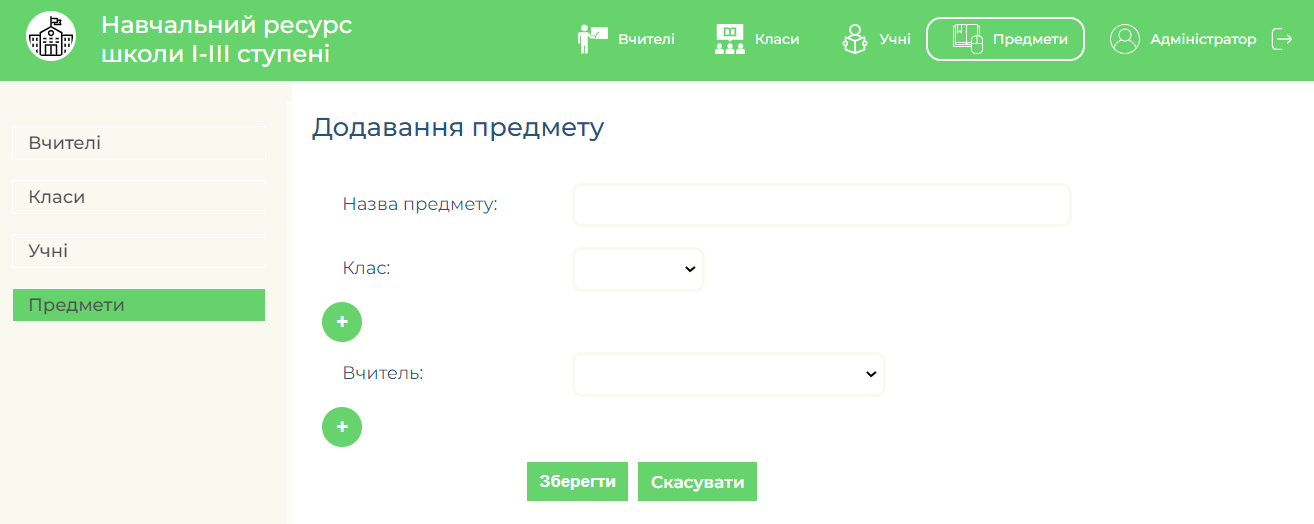 Навчальний ресурс
школи І-ІІІ ступені
Вчителі
Класи
Учні
Предмети
Адміністратор
Вчителі
Класи
Учні
Предмети
Додавання предмету
Назва предмету:
Клас:
+
Вчитель:
+
Зберегти
Скасувати